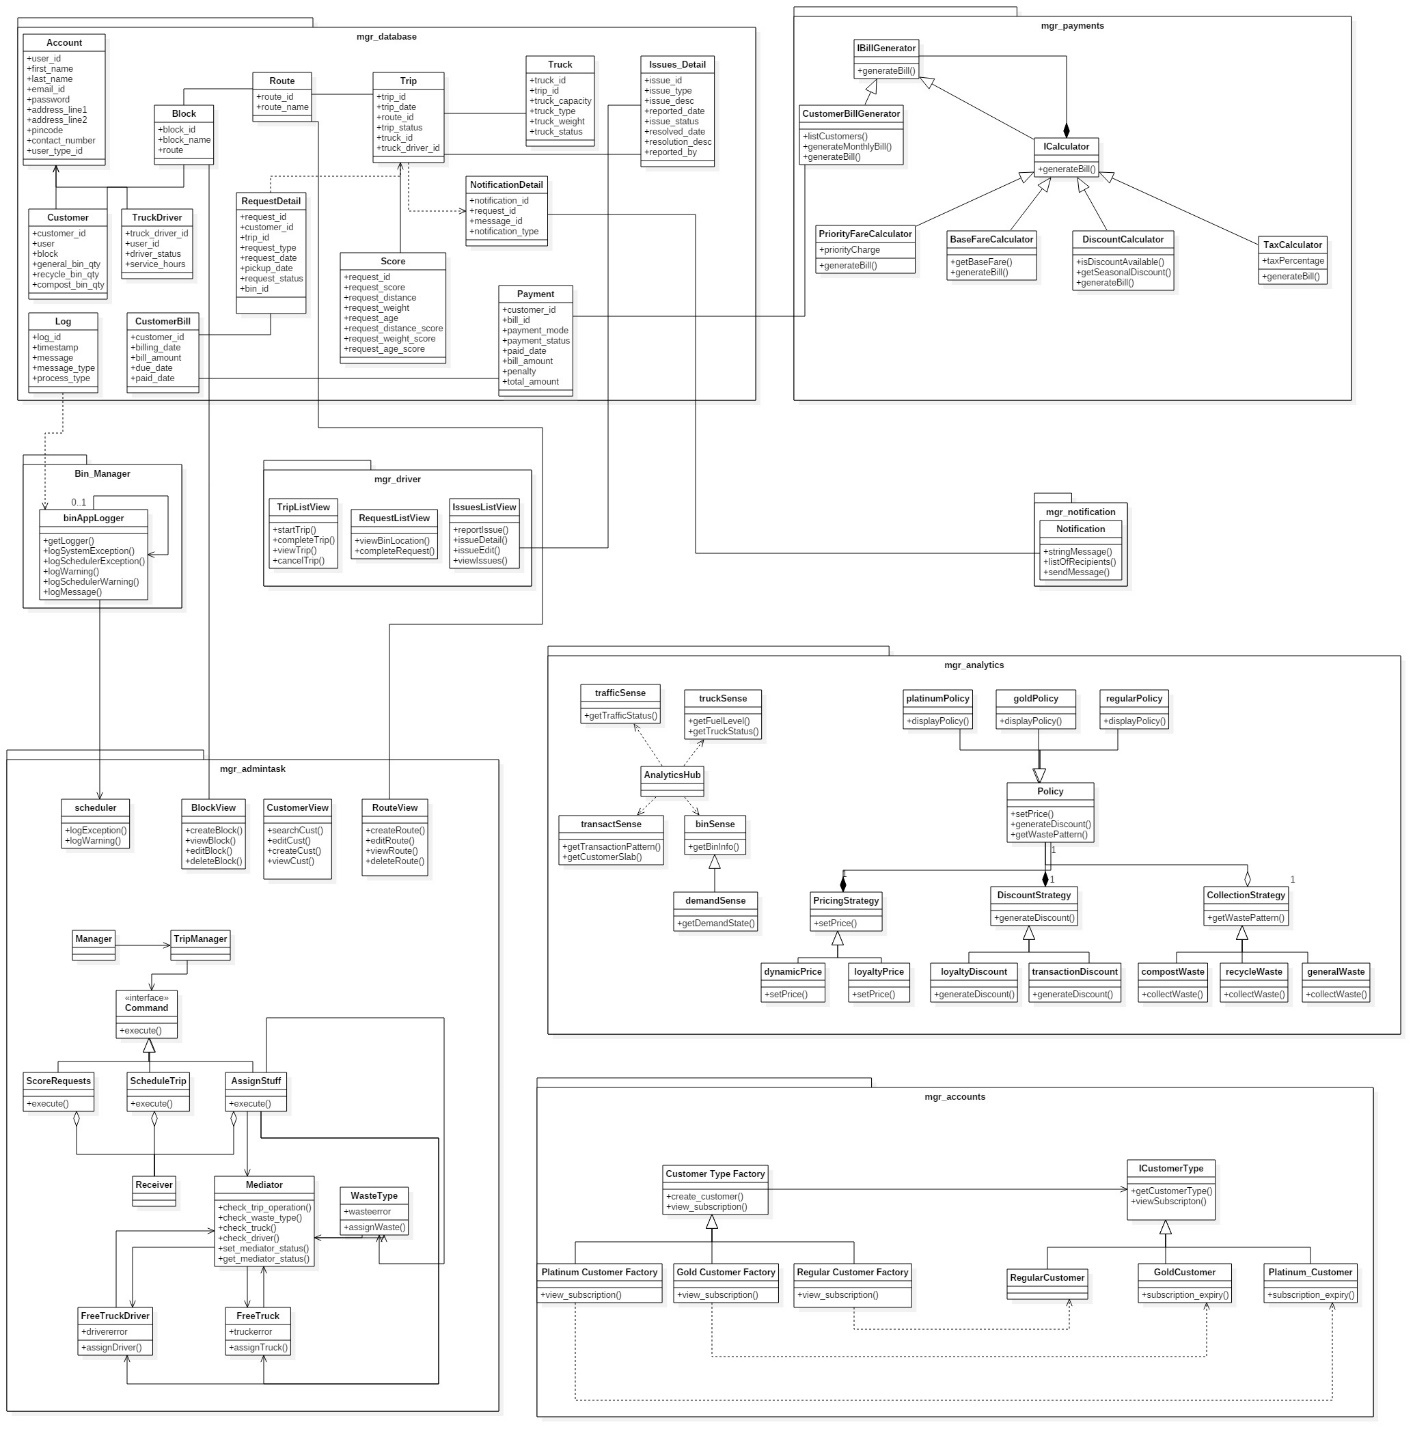 mgr_database
Account
+user_id
+first_name
+last_name
+email_id
+password
+address_line1
+address_line2
+pincode
+contact_number
+user_type_id
Block
+block_id
+block_name
+route
Route
+route_id
+route_name
Trip
+trip_id
+trip_date
+route_id
+trip_status
+truck_id
+truck_driver_id
Truck
+truck_id
+trip_id
+truck_capacity
+truck_type
+truck_weight
+truck_status
Issues_Detail
+issue_id
+issue_type
+issue_desc
+reported_date
+issue_status
+resolved_date
+resolution_desc
+reported_by
Customer
+customer_id
+user
+block
+general_bin_qty
+recycle_bin_qty
+compost_bin_qty
TruckDriver
+truck_driver_id
+user_id
+driver_status
+service_hours
RequestDetail
+request_id
+customer_id
+trip_id
+request_type
+request_date
+pickup_date
+request_status
+bin_id
NotificationDetail
+notification_id
+request_id
+message_id
+notification_type
Score
+request_id
+request_score
+request_distance
+request_weight
+request_age
+request_distance_score
+request_weight_score
+request_age_score
Payment
+customer_id
+bill_id
+payment_mode
+payment_status
+paid_date
+bill_amount
+penalty
+total_amount
Log
+log_id
+timestamp
+message
+message_type
+process_type
CustomerBill
+customer_id
+billing_date
+bill_amount
+due_date
+paid_date
mgr_payments
IBillGenerator
+generateBill()
CustomerBillGenerator
+listCustomers()
+generateMonthlyBill()
+generateBill()
ICalculator
+generateBill()
PriorityFareCalculator
+priorityCharge
+generateBill()
BaseFareCalculator
+getBaseFare()
+generateBill()
DiscountCalculator
+isDiscountAvailable()
+getSeasonalDiscount()
+generateBill()
TaxCalculator
+taxPercentage
+generateBill()
Bin_Manager
0..1
binAppLogger
+getLogger()
+logSystemException()
+logSchedulerException()
+logWarning()
+logSchedulerWarning()
+logMessage()
mgr_driver
TripListView
+startTrip()
+completeTrip()
+viewTrip()
+cancelTrip()
RequestListView
+viewBinLocation()
+completeRequest()
IssuesListView
+reportIssue()
+issueDetail()
+issueEdit()
+viewIssues()
mgr_notification
Notification
+stringMessage()
+listOfRecipients()
+sendMessage()
mgr_analytics
trafficSense
+getTrafficStatus()
truckSense
+getFuelLevel()
+getTruckStatus()
AnalyticsHub
transactSense
+getTransactionPattern()
+getCustomerSlab()
binSense
+getBinInfo()
demandSense
+getDemandState()
platinumPolicy
+displayPolicy()
goldPolicy
+displayPolicy()
regularPolicy
+displayPolicy()
Policy
+setPrice()
+generateDiscount()
+getWastePattern()
1
1
1
PricingStrategy
+setPrice()
DiscountStrategy
+generateDiscount()
CollectionStrategy
+getWastePattern()
dynamicPrice
+setPrice()
loyaltyPrice
+setPrice()
loyaltyDiscount
+generateDiscount()
transactionDiscount
+generateDiscount()
compostWaste
+collectWaste()
recycleWaste
+collectWaste()
generalWaste
+collectWaste()
mgr_admintask
scheduler
+logException()
+logWarning()
BlockView
+createBlock()
+viewBlock()
+editBlock()
+deleteBlock()
CustomerView
+searchCust()
+editCust()
+createCust()
+viewCust()
RouteView
+createRoute()
+editRoute()
+viewRoute()
+deleteRoute()
Manager
TripManager
«interface»
Command
+execute()
ScoreRequests
+execute()
ScheduleTrip
+execute()
AssignStuff
+execute()
Receiver
Mediator
+check_trip_operation()
+check_waste_type()
+check_truck()
+check_driver()
+set_mediator_status()
+get_mediator_status()
WasteType
+wasteerror
+assignWaste()
FreeTruckDriver
+drivererror
+assignDriver()
FreeTruck
+truckerror
+assignTruck()
mgr_accounts
Customer Type Factory
+create_customer()
+view_subscription()
ICustomerType
+getCustomerType()
+viewSubscripton()
Platinum Customer Factory
+view_subscription()
Gold Customer Factory
+view_subscription()
Regular Customer Factory
+view_subscription()
RegularCustomer
GoldCustomer
+subscription_expiry()
Platinum_Customer
+subscription_expiry()